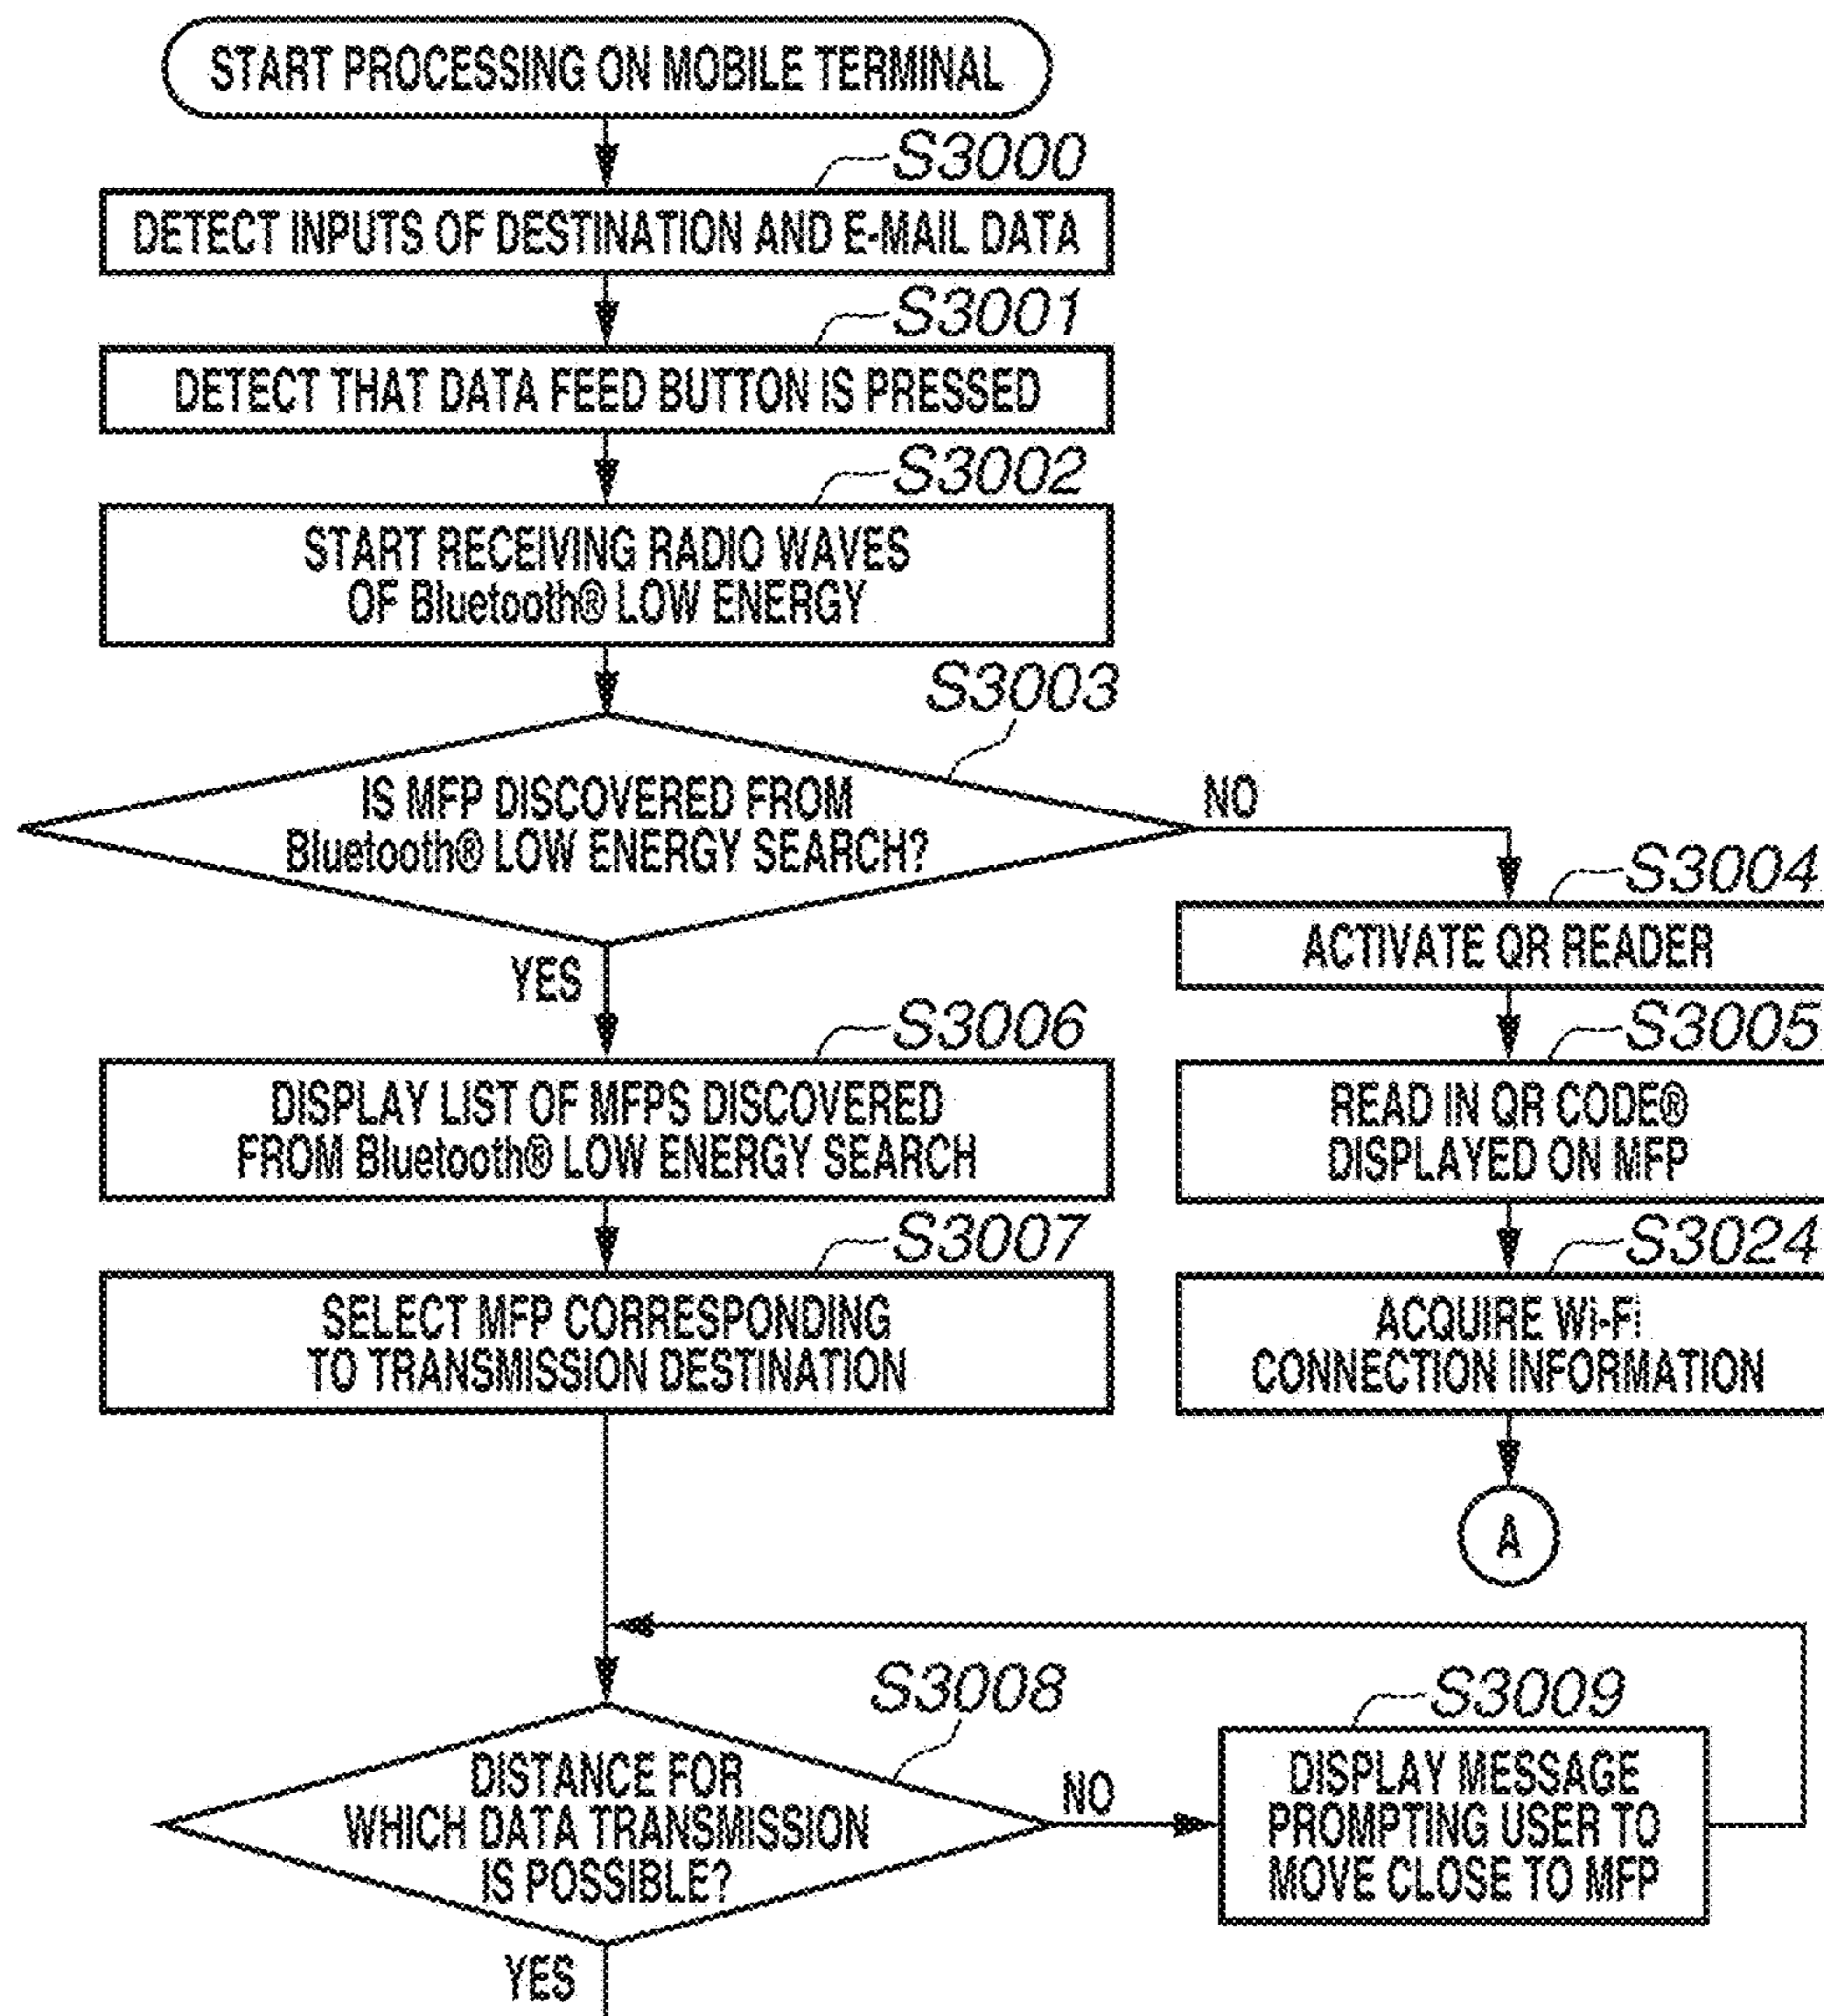 START PROCESSING ON MOBILE TERMINAL
S3000
DETECT INPUTS OF DESTINATION AND E-MAIL DATA
S3001
DETECT THAT DATA FEED BUTTON IS PRESSED
S3002
START RECEIVING RADIO WAVES
OF Bluetooth® LOW ENERGY
S3003
IS MFP DISCOVERED FROM
Bluetooth® LOW ENERGY SEARCH?
NO
YES
S3004
ACTIVATE QR READER
S3005
READ IN QR CODE®
DISPLAYED ON MFP
S3024
ACQUIRE Wi-Fi
CONNECTION INFORMATION
A
S3006
DISPLAY LIST OF MFPS DISCOVERED
FROM Bluetooth® LOW ENERGY SEARCH
S3007
SELECT MFP CORRESPONDING
TO TRANSMISSION DESTINATION
S3008
DISTANCE FOR
WHICH DATA TRANSMISSION
IS POSSIBLE?
NO
S3009
DISPLAY MESSAGE
PROMPTING USER TO
MOVE CLOSE TO MFP
YES